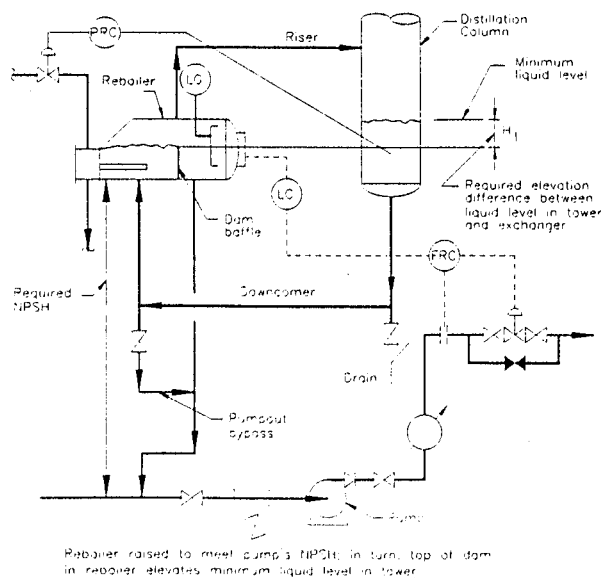 Distillation
Column
Riser
PRC
Reboiler
LC
Minimum
liquid level
H1
Required elevation
difference between
liquid level in tower
and exchanger
Dam
baffle
LC
FRC
Required
NPSH
Downcomer
Drain
Pumpout
bypass
Pump
Reboiler raised to meet pump's NPSH; in turn, top of dam
in reboiler elevates minimum liquid level in tower